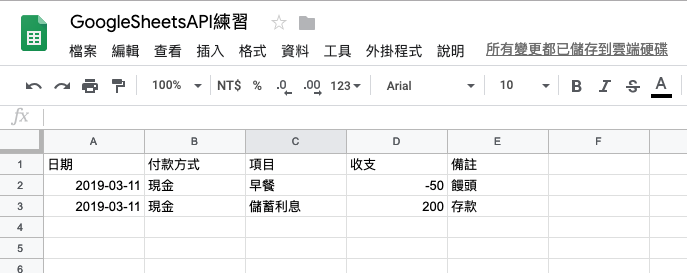 GoogleSheetsAPI練習
檔案 編輯 查看 插入 格式 資料 工具 外掛程式 說明 所有變更都已儲存到雲端硬碟
100% NT$ % .0 .00 123 Arial 10 B I S A
fx
A B C D E F
1 日期 付款方式 項目 收支 備註
2 2019-03-11 現金 早餐 -50 饅頭
3 2019-03-11 現金 儲蓄利息 200 存款
4
5
6